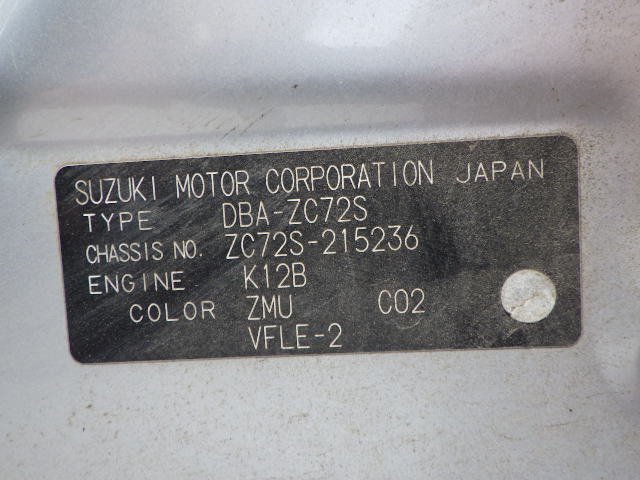 SUZUKI MOTOR CORPORATION JAPAN
TYPE DBA-ZC72S
CHASSIS NO. ZC72S-215236
ENGINE K12B
COLOR ZMU C02
VFLE-2